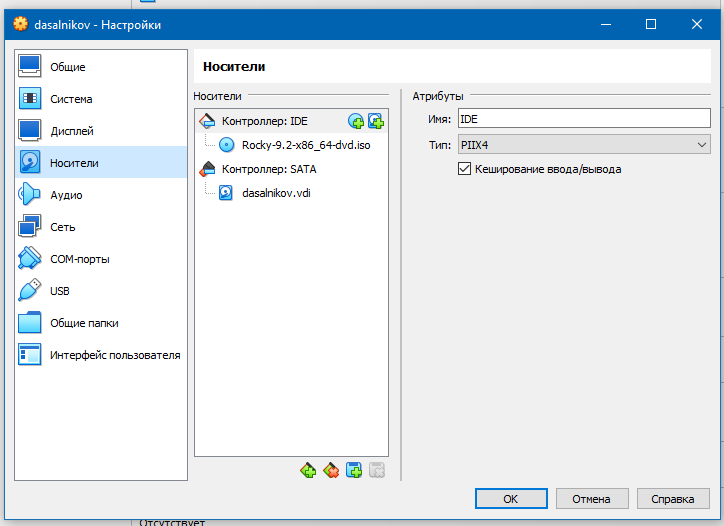 dasalnikov - Настройки
Общие
Система
Дисплей
Носители
Аудио
Сеть
COM-порты
USB
Общие папки
Интерфейс пользователя
Носители
Носители
Контроллер: IDE
Rocky-9.2-x86_64-dvd.iso
Контроллер: SATA
dasalnikov.vdi
Атрибуты
Имя: IDE
Тип: PIIX4
Кеширование ввода/вывода
OK Отмена Справка
Отсутствует